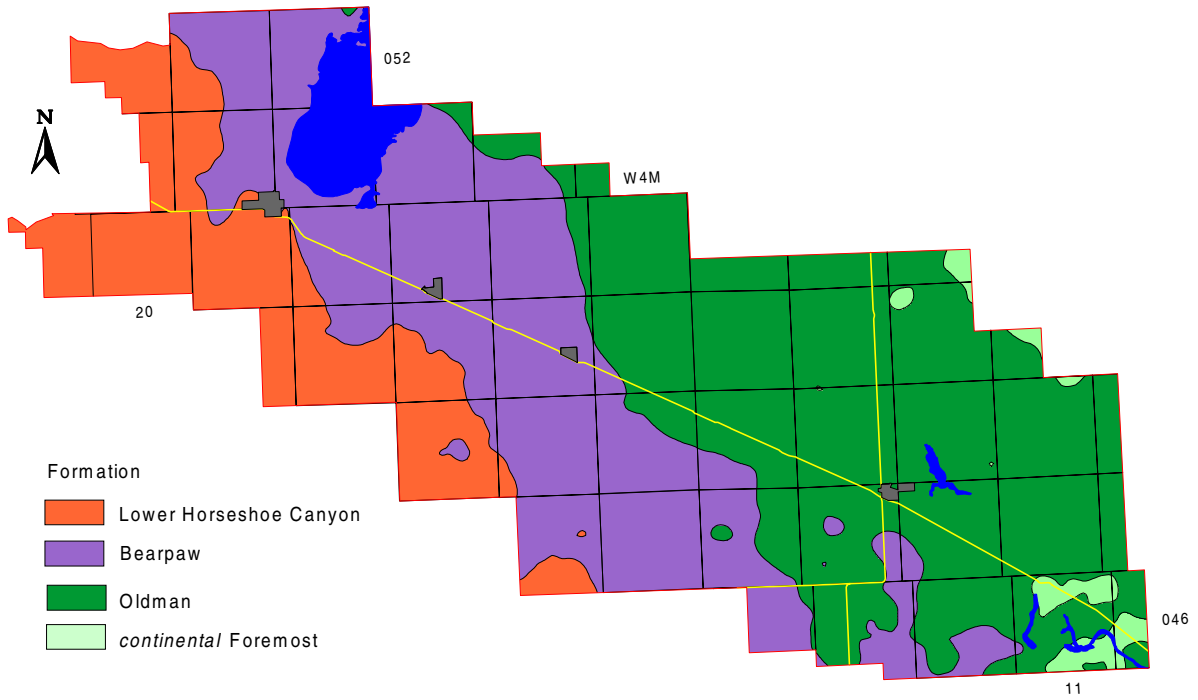 052
N
W4M
20
Formation
Lower Horseshoe Canyon
Bearpaw
Oldman
continental Foremost
046
11